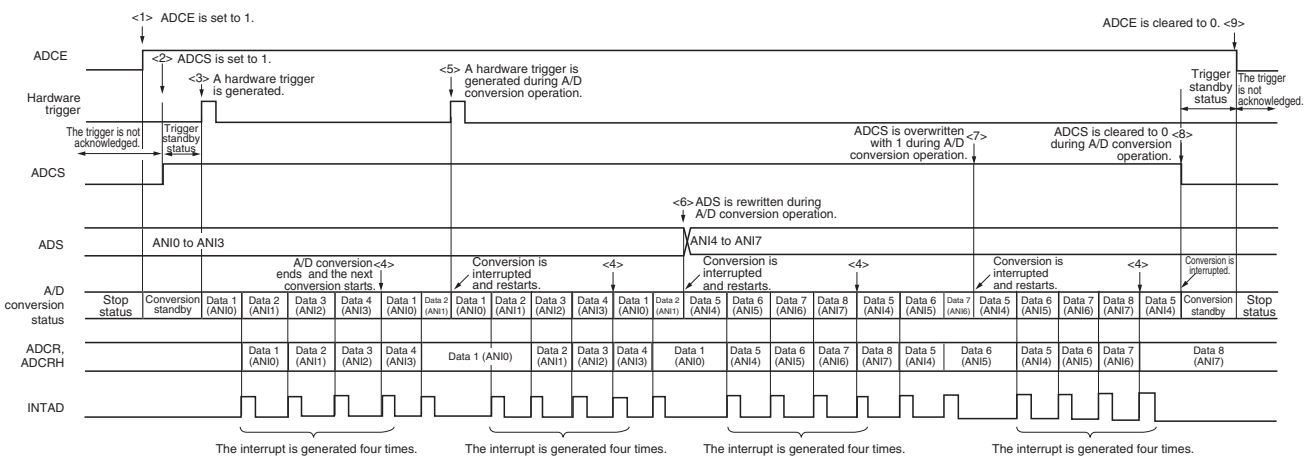 <1> ADCE is set to 1.
ADCE is cleared to 0. <9>
ADCE
<2> ADCS is set to 1.
<3> A hardware trigger
is generated.
<5> A hardware trigger is
generated during A/D
conversion operation.
Trigger
standby
status
The trigger
is not
acknowledged.
Hardware
trigger
The trigger is not
acknowledged.
Trigger
standby
status
ADCS is overwritten
with 1 during A/D
conversion operation.
<7>
ADCS is cleared to 0
during A/D conversion
operation.
<8>
ADCS
<6> ADS is rewritten during
A/D conversion operation.
ADS
ANI0 to ANI3
ANI4 to ANI7
A/D conversion
ends and the next
conversion starts.
<4>
Conversion is
interrupted
and restarts.
<4>
Conversion is
interrupted
and restarts.
<4>
Conversion is
interrupted
and restarts.
<4>
Conversion is
interrupted.
A/D
conversion
status
Stop
status
Conversion
standby
Data 1
(ANI0)
Data 2
(ANI1)
Data 3
(ANI2)
Data 4
(ANI3)
Data 1
(ANI0)
Data 2
(ANI1)
Data 1
(ANI0)
Data 2
(ANI1)
Data 3
(ANI2)
Data 4
(ANI3)
Data 1
(ANI0)
Data 2
(ANI1)
Data 5
(ANI4)
Data 6
(ANI5)
Data 7
(ANI6)
Data 8
(ANI7)
Data 5
(ANI4)
Data 6
(ANI5)
Data 7
(ANI6)
Data 5
(ANI4)
Data 6
(ANI5)
Data 7
(ANI6)
Data 8
(ANI7)
Data 5
(ANI4)
Conversion
standby
Stop
status
ADCR,
ADCRH
Data 1
(ANI0)
Data 2
(ANI1)
Data 3
(ANI2)
Data 4
(ANI3)
Data 1 (ANI0)
Data 2
(ANI1)
Data 3
(ANI2)
Data 4
(ANI3)
Data 1
(ANI0)
Data 5
(ANI4)
Data 6
(ANI5)
Data 7
(ANI6)
Data 8
(ANI7)
Data 5
(ANI4)
Data 6
(ANI5)
Data 5
(ANI4)
Data 6
(ANI5)
Data 7
(ANI6)
Data 8
(ANI7)
INTAD
The interrupt is generated four times.
The interrupt is generated four times.
The interrupt is generated four times.
The interrupt is generated four times.